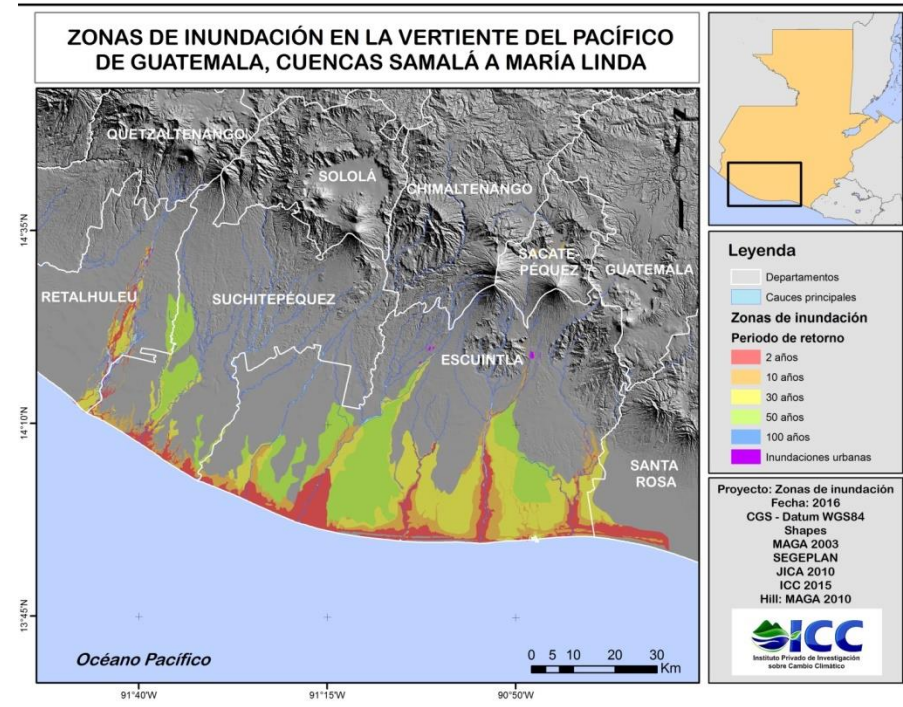 ZONAS DE INUNDACIÓN EN LA VERTIENTE DEL PACÍFICO
DE GUATEMALA, CUENCAS SAMALÁ A MARÍA LINDA
QUETZALTENANGO
SOLOLÁ
CHIMALTENANGO
SACATE
PÉQUEZ
GUATEMALA
RETALHULEU
SUCHITEPÉQUEZ
ESCUINTLA
SANTA
ROSA
14°35'N
14°10'N
13°45'N
Océano Pacífico
0 5 10 20 30
Km
91°40'W
91°15'W
90°50'W
Leyenda
Departamentos
Cauces principales
Zonas de inundación
Periodo de retorno
2 años
10 años
30 años
50 años
100 años
Inundaciones urbanas
Proyecto: Zonas de inundación
Fecha: 2016
CGS - Datum WGS84
Shapes
MAGA 2003
SEGEPLAN
JICA 2010
ICC 2015
Hill: MAGA 2010
ICC
Instituto Privado de Investigación
sobre Cambio Climático